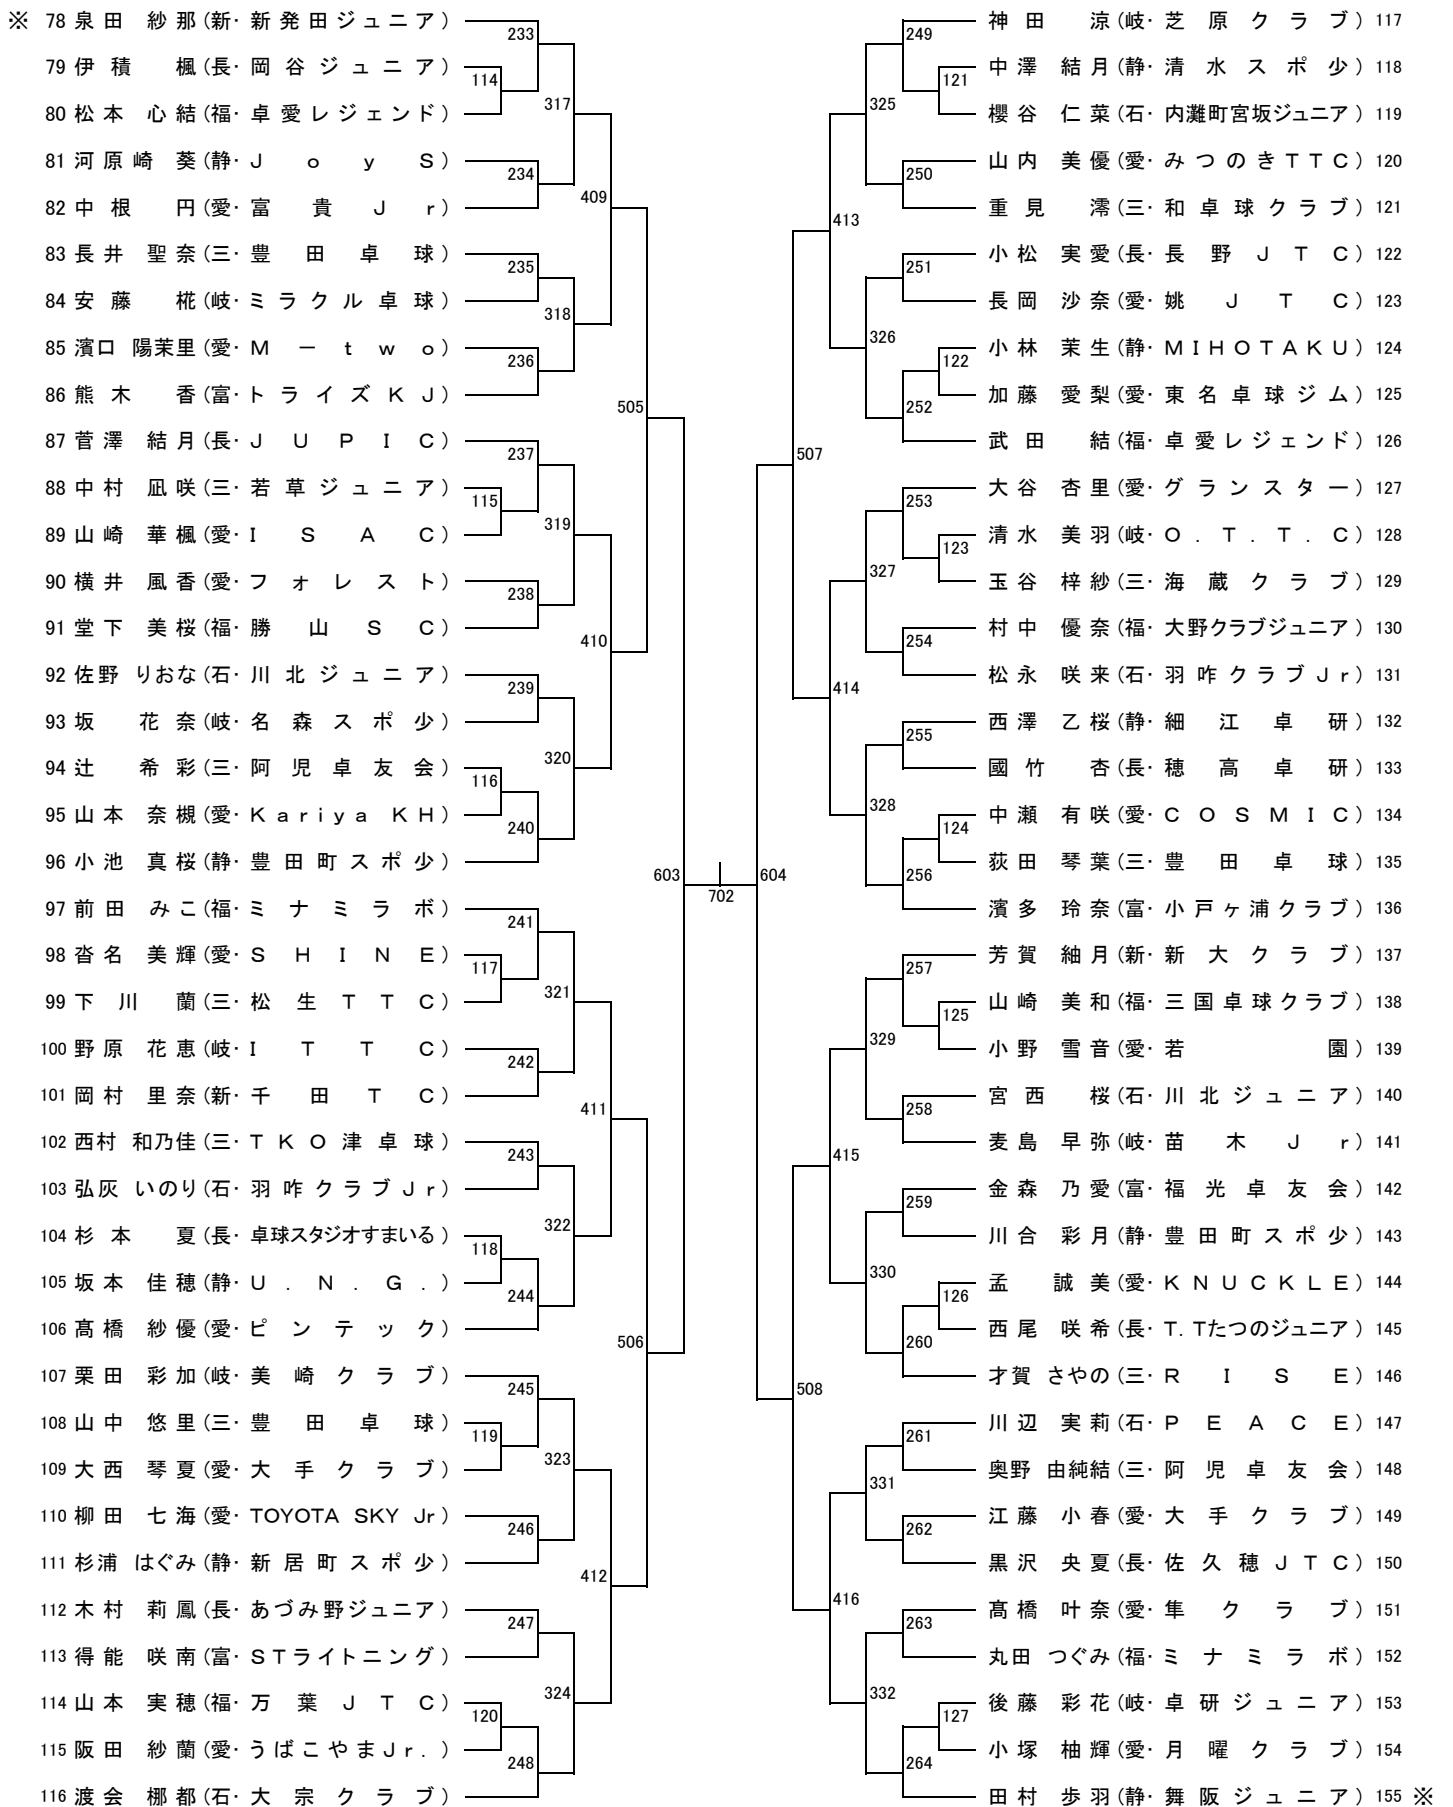 ※ 78 泉田 紗那 (新・新発田ジュニア)
233
79 伊積 楓 (長・岡谷ジュニア)
114
80 松本 心結 (福・卓愛レジェンド)
317
81 河原崎 葵 (静・JoyS)
234
82 中根 円 (愛・富貴Jr)
409
83 長井 聖奈 (三・豊田卓球)
235
84 安藤 椛 (岐・ミラクル卓球)
318
85 濱口 陽茉里 (愛・M-two)
236
86 熊木 香 (富・トライズKJ)
505
87 菅澤 結月 (長・JUPIC)
237
88 中村 凪咲 (三・若草ジュニア)
115
89 山崎 華楓 (愛・ISAC)
319
90 横井 風香 (愛・フォレスト)
238
91 堂下 美桜 (福・勝山SC)
410
92 佐野 りおな (石・川北ジュニア)
239
93 坂 花奈 (岐・名森スポ少)
320
94 辻 希彩 (三・阿児卓友会)
116
95 山本 奈槻 (愛・Kariya KH)
240
96 小池 真桜 (静・豊田町スポ少)
603
97 前田 みこ (福・ミナミラボ)
241
98 沓名 美輝 (愛・SHINE)
117
99 下川 蘭 (三・松生TTC)
321
100 野原 花恵 (岐・ITTC)
242
101 岡村 里奈 (新・千田TC)
411
102 西村 和乃佳 (三・TKO津卓球)
243
103 弘灰 いのり (石・羽咋クラブJr)
322
104 杉本 夏 (長・卓球スタジオすまいる)
118
105 坂本 佳穂 (静・U.N.G.)
244
106 髙橋 紗優 (愛・ピンテック)
506
107 栗田 彩加 (岐・美崎クラブ)
245
108 山中 悠里 (三・豊田卓球)
119
109 大西 琴夏 (愛・大手クラブ)
323
110 柳田 七海 (愛・TOYOTA SKY Jr)
246
111 杉浦 はぐみ (静・新居町スポ少)
412
112 木村 莉鳳 (長・あづみ野ジュニア)
247
113 得能 咲南 (富・STライトニング)
324
114 山本 実穂 (福・万葉JTC)
120
115 阪田 紗蘭 (愛・うばこやまJr.)
248
116 渡会 梛都 (石・大宗クラブ)
702
神田 涼 (岐・芝原クラブ) 117
249
中澤 結月 (静・清水スポ少) 118
121
櫻谷 仁菜 (石・内灘町宮坂ジュニア) 119
325
山内 美優 (愛・みつのきTTC) 120
250
重見 澪 (三・和卓球クラブ) 121
413
小松 実愛 (長・長野JTC) 122
251
長岡 沙奈 (愛・姚JTC) 123
326
小林 茉生 (静・MIHOTAKU) 124
122
加藤 愛梨 (愛・東名卓球ジム) 125
252
武田 結 (福・卓愛レジェンド) 126
507
大谷 杏里 (愛・グランスター) 127
253
清水 美羽 (岐・O.T.T.C) 128
123
玉谷 梓紗 (三・海蔵クラブ) 129
327
村中 優奈 (福・大野クラブジュニア) 130
254
松永 咲来 (石・羽咋クラブJr) 131
414
西澤 乙桜 (静・細江卓研) 132
255
國竹 杏 (長・穂高卓研) 133
328
中瀬 有咲 (愛・COSMIC) 134
124
荻田 琴葉 (三・豊田卓球) 135
256
604
濱多 玲奈 (富・小戸ヶ浦クラブ) 136
芳賀 紬月 (新・新大クラブ) 137
257
山崎 美和 (福・三国卓球クラブ) 138
125
小野 雪音 (愛・若園) 139
329
宮西 桜 (石・川北ジュニア) 140
258
麦島 早弥 (岐・苗木Jr) 141
415
金森 乃愛 (富・福光卓友会) 142
259
川合 彩月 (静・豊田町スポ少) 143
330
孟 誠美 (愛・KNUCKLE) 144
126
西尾 咲希 (長・T.Tたつのジュニア) 145
260
才賀 さやの (三・RISE) 146
508
川辺 実莉 (石・PEACE) 147
261
奥野 由純結 (三・阿児卓友会) 148
331
江藤 小春 (愛・大手クラブ) 149
262
黒沢 央夏 (長・佐久穂JTC) 150
416
髙橋 叶奈 (愛・隼クラブ) 151
263
丸田 つぐみ (福・ミナミラボ) 152
332
後藤 彩花 (岐・卓研ジュニア) 153
127
小塚 柚輝 (愛・月曜クラブ) 154
264
田村 歩羽 (静・舞阪ジュニア) 155 ※